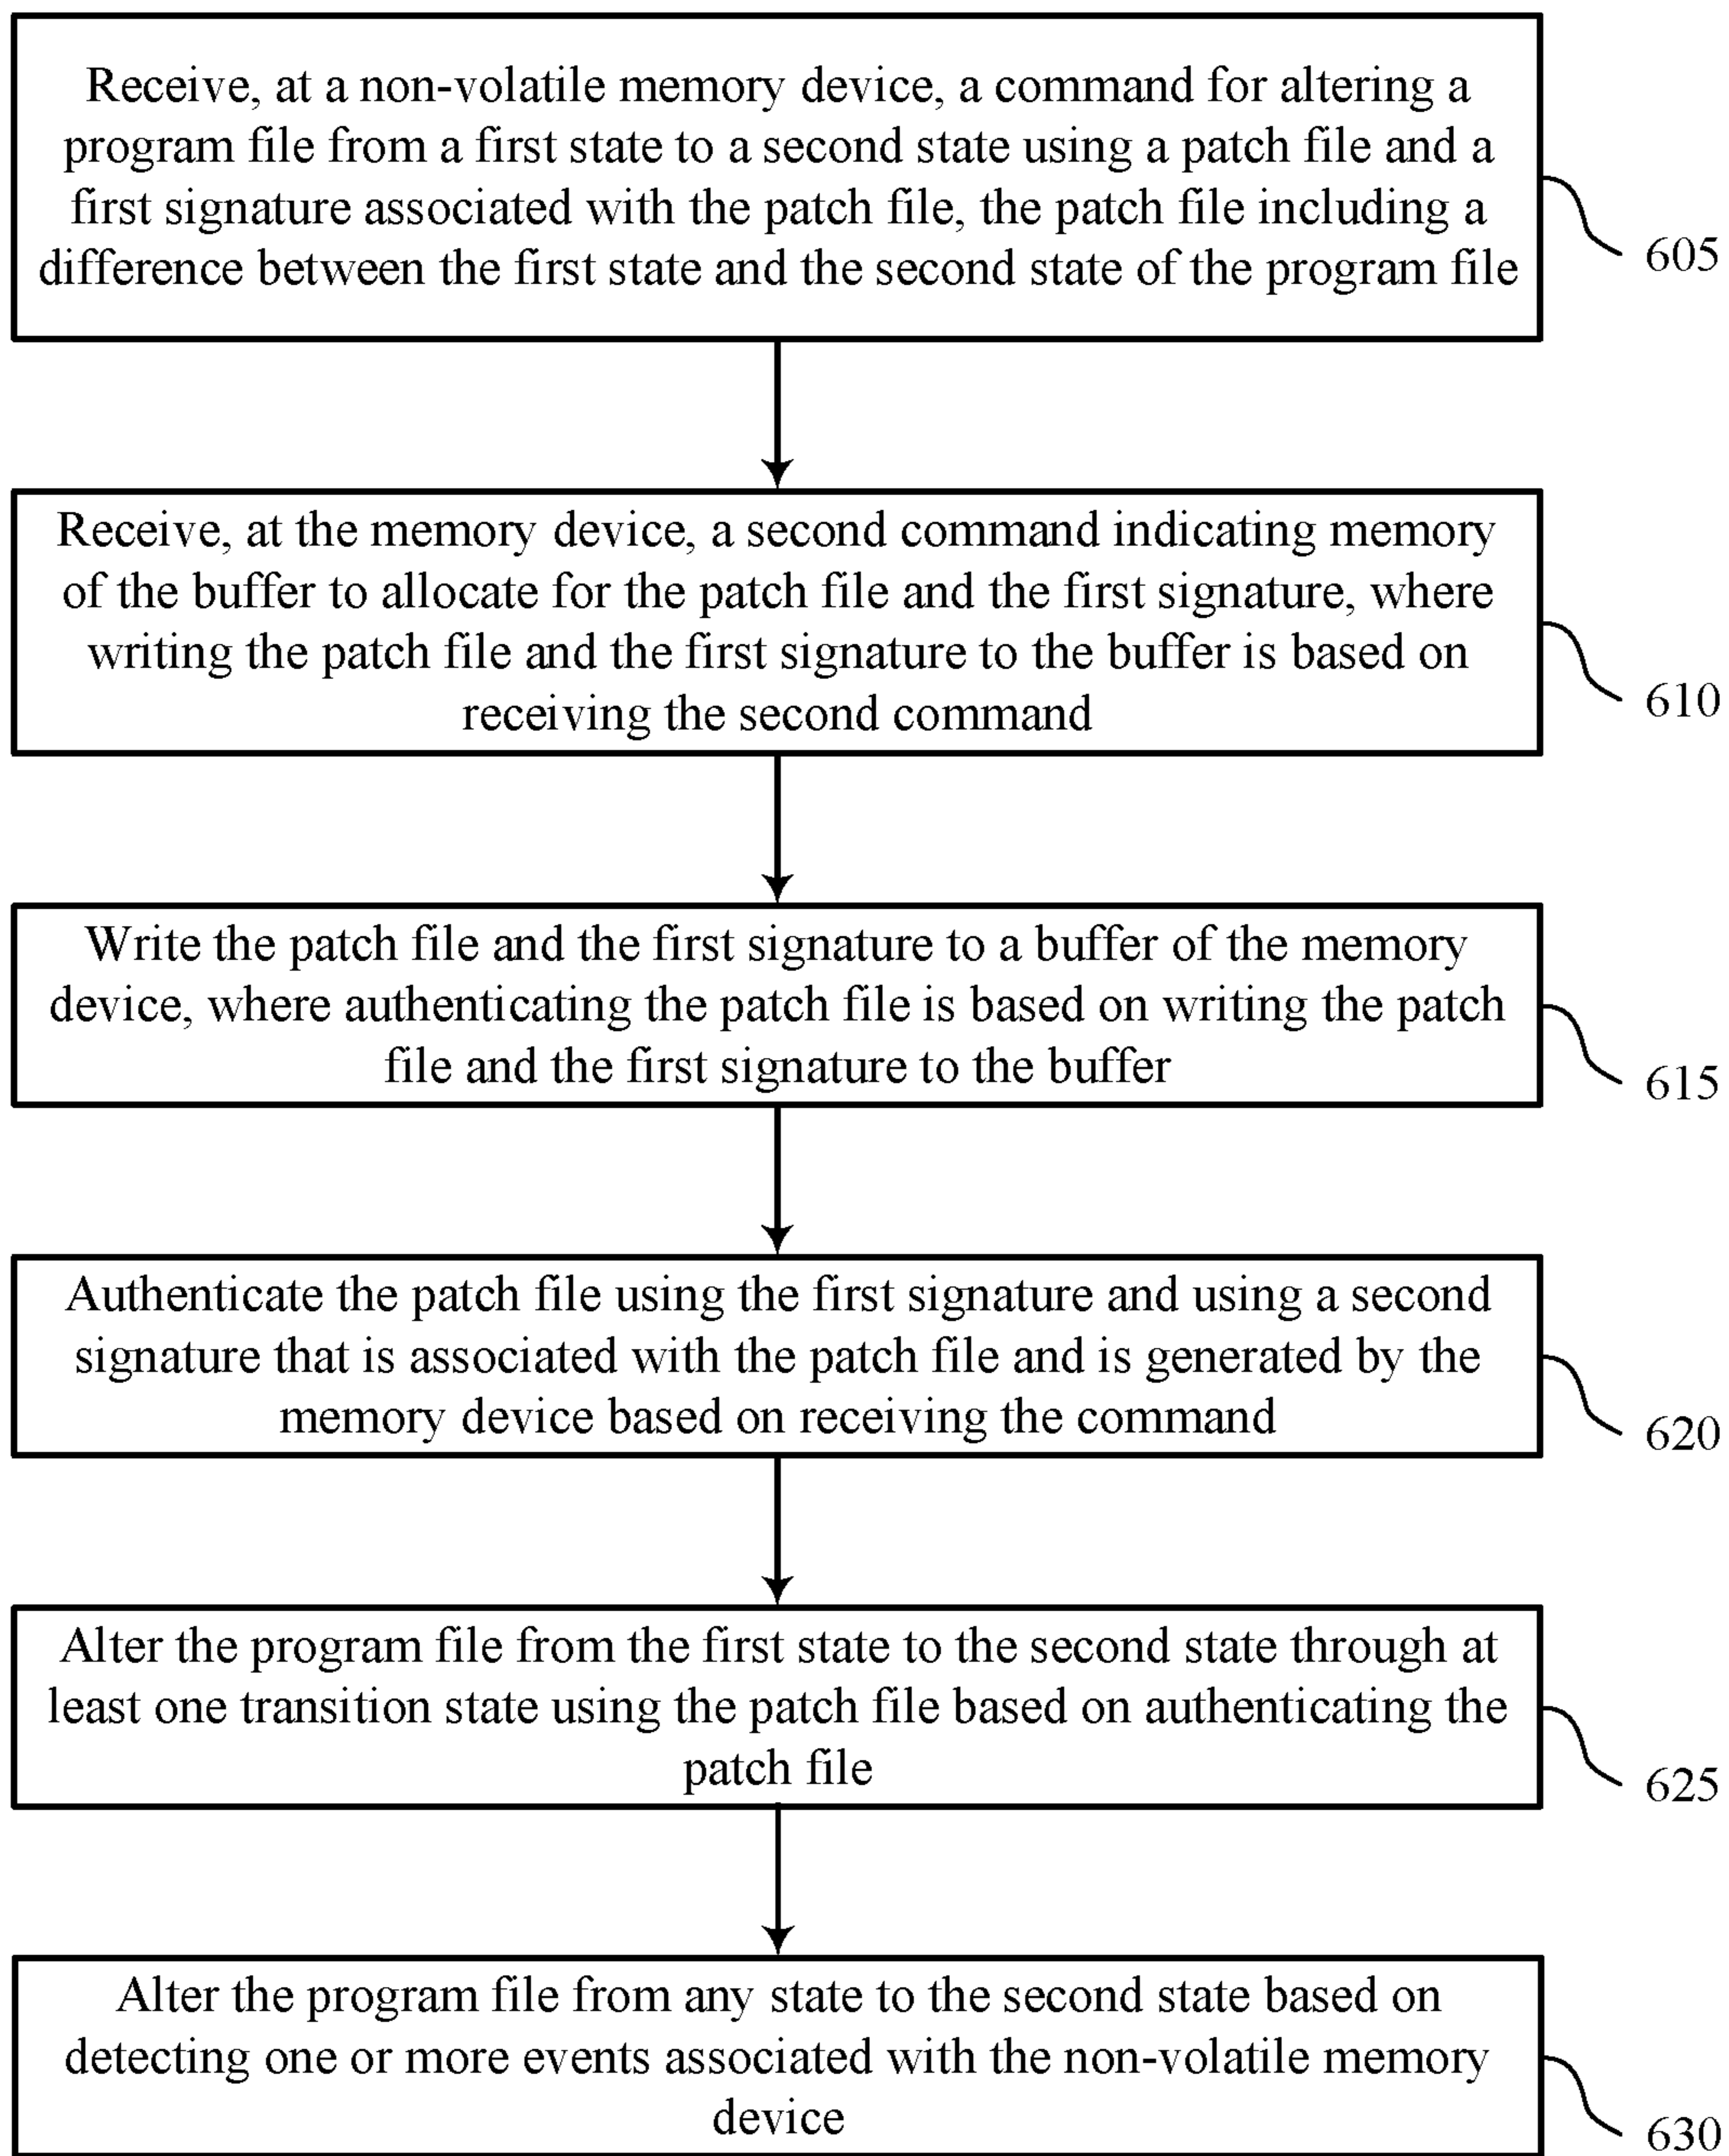 Receive, at a non-volatile memory device, a command for altering a
program file from a first state to a second state using a patch file and a
first signature associated with the patch file, the patch file including a
difference between the first state and the second state of the program file
605
Receive, at the memory device, a second command indicating memory
of the buffer to allocate for the patch file and the first signature, where
writing the patch file and the first signature to the buffer is based on
receiving the second command
610
Write the patch file and the first signature to a buffer of the memory
device, where authenticating the patch file is based on writing the patch
file and the first signature to the buffer
615
Authenticate the patch file using the first signature and using a second
signature that is associated with the patch file and is generated by the
memory device based on receiving the command
620
Alter the program file from the first state to the second state through at
least one transition state using the patch file based on authenticating the
patch file
625
Alter the program file from any state to the second state based on
detecting one or more events associated with the non-volatile memory
device
630